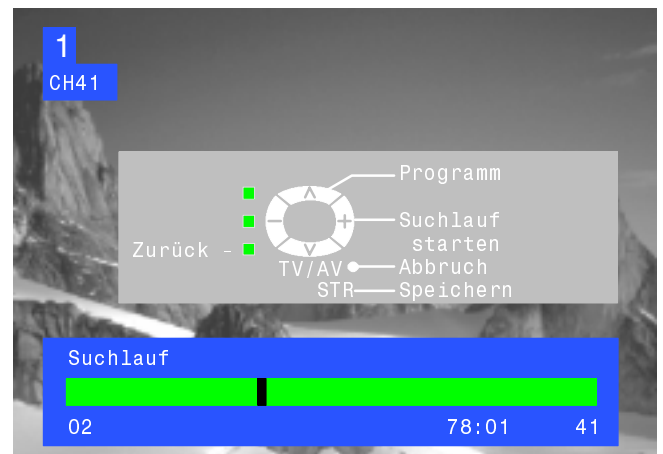 1
CH41
Programm
Suchlauf
starten
Zurück -
TV/AV Abbruch
STR Speichern
Suchlauf
02 78:01 41